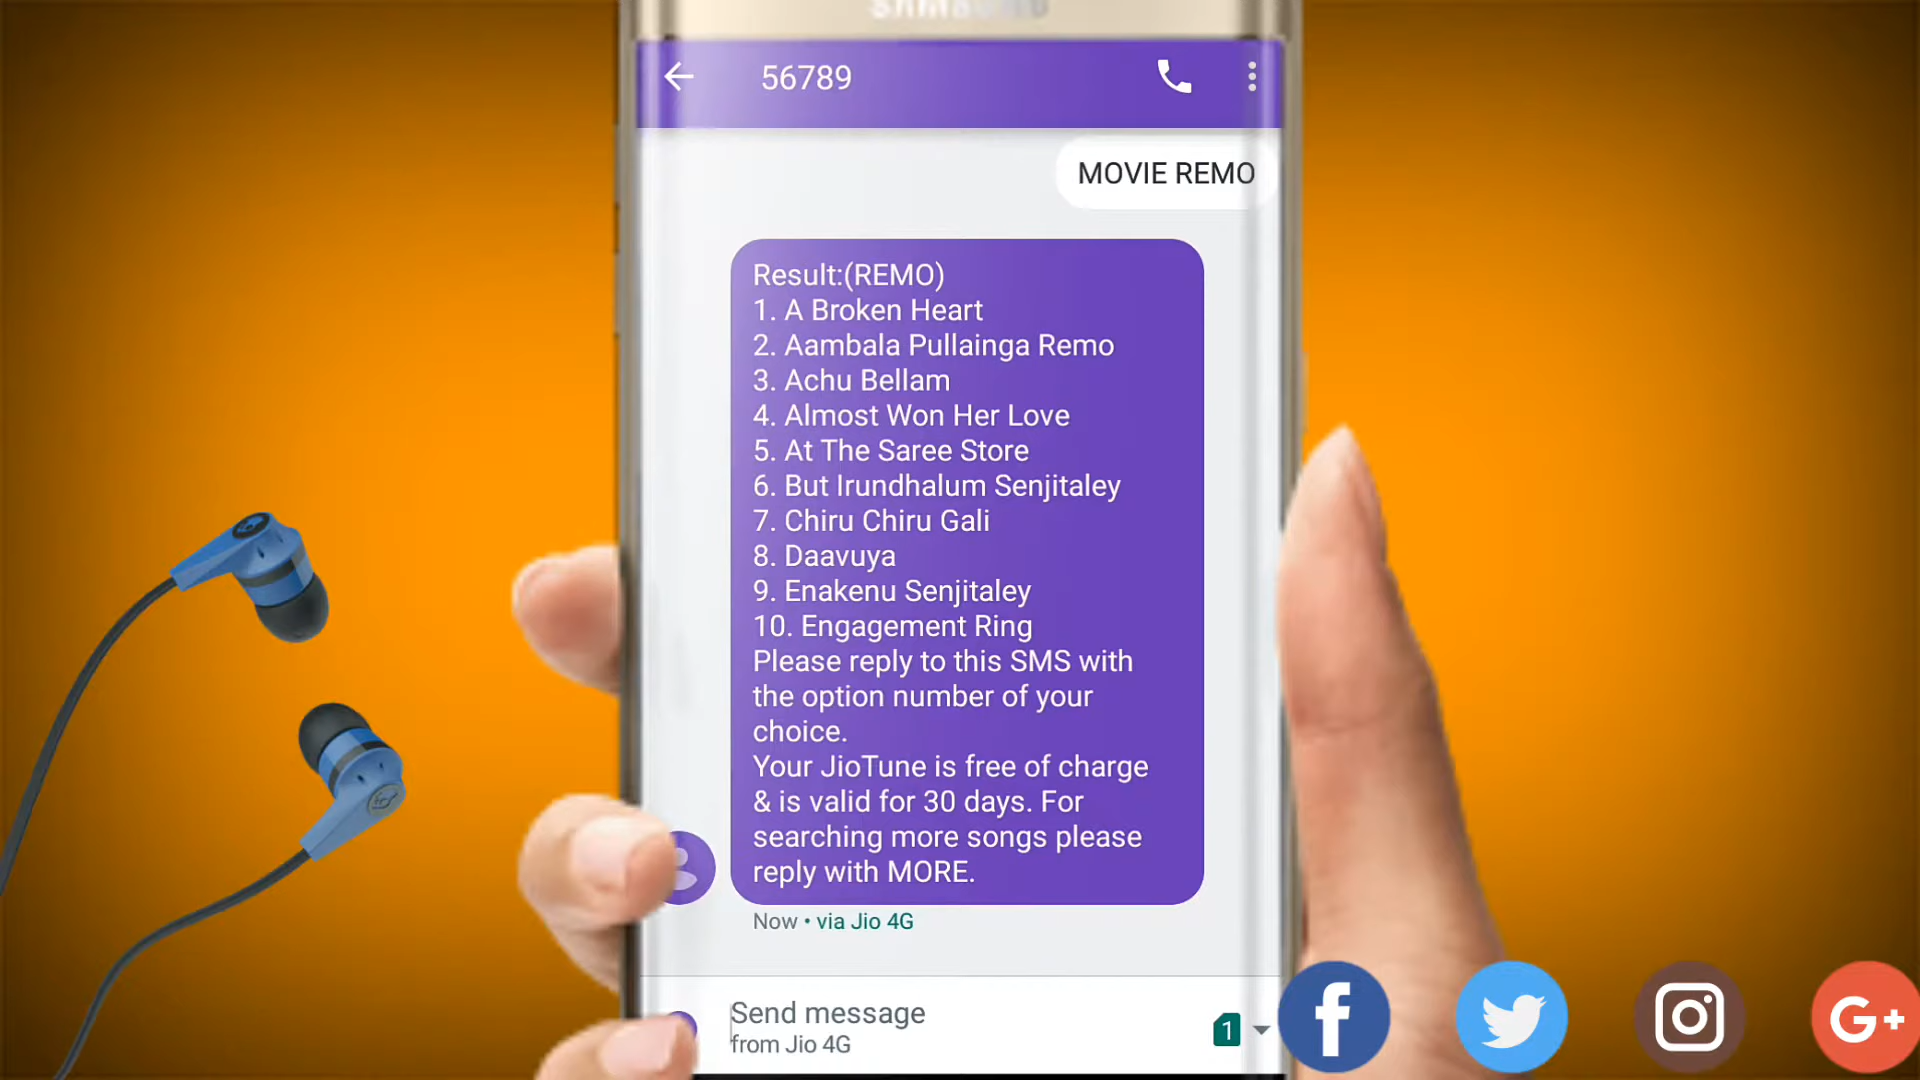 SAMSUNG
56789
MOVIE REMO
Result:(REMO)
1. A Broken Heart
2. Aambala Pullainga Remo
3. Achu Bellam
4. Almost Won Her Love
5. At The Saree Store
6. But Irundhalum Senjitaley
7. Chiru Chiru Gali
8. Daavuya
9. Enakenu Senjitaley
10. Engagement Ring
Please reply to this SMS with
the option number of your
choice.
Your JioTune is free of charge
& is valid for 30 days. For
searching more songs please
reply with MORE.
Now • via Jio 4G
Send message
from Jio 4G
1
f
G+